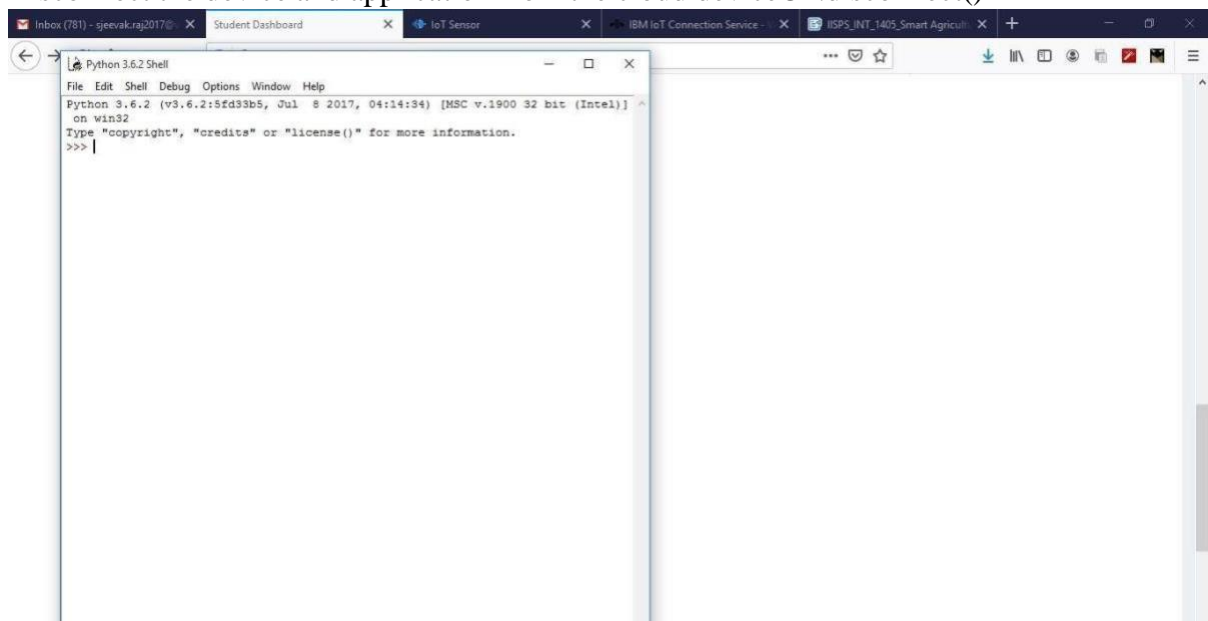 Inbox (781) - sjeevak.raj2017@ Student Dashboard IoT Sensor IBM IoT Connection Service - IISPS_INT_1405_Smart Agricult
Python 3.6.2 Shell
File Edit Shell Debug Options Window Help
Python 3.6.2 (v3.6.2:5fd33b5, Jul 8 2017, 04:14:34) [MSC v.1900 32 bit (Intel)]
on win32
Type "copyright", "credits" or "license()" for more information.
>>>